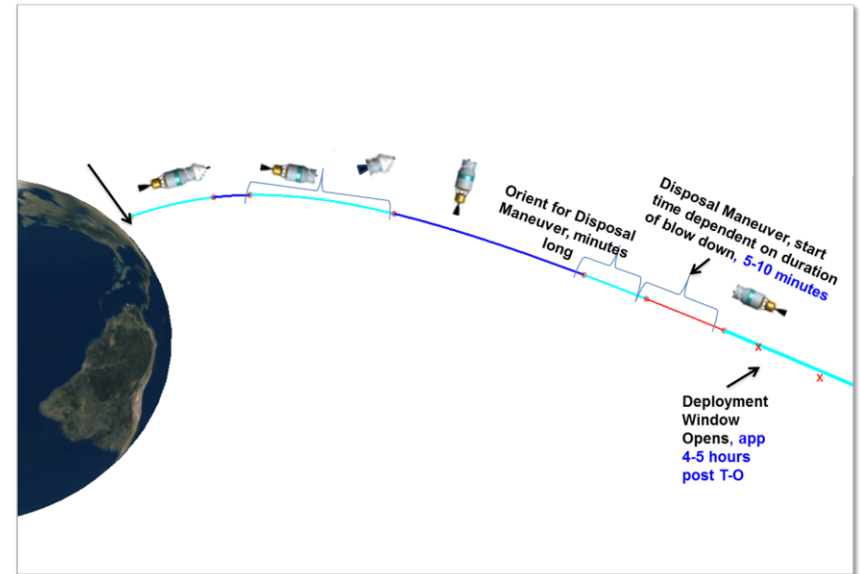 Orient for Disposal
Maneuver, minutes
long
Disposal Maneuver, start
time dependent on duration
of blow down, 5-10 minutes
x
x
Deployment
Window
Opens, app
4-5 hours
post T-O